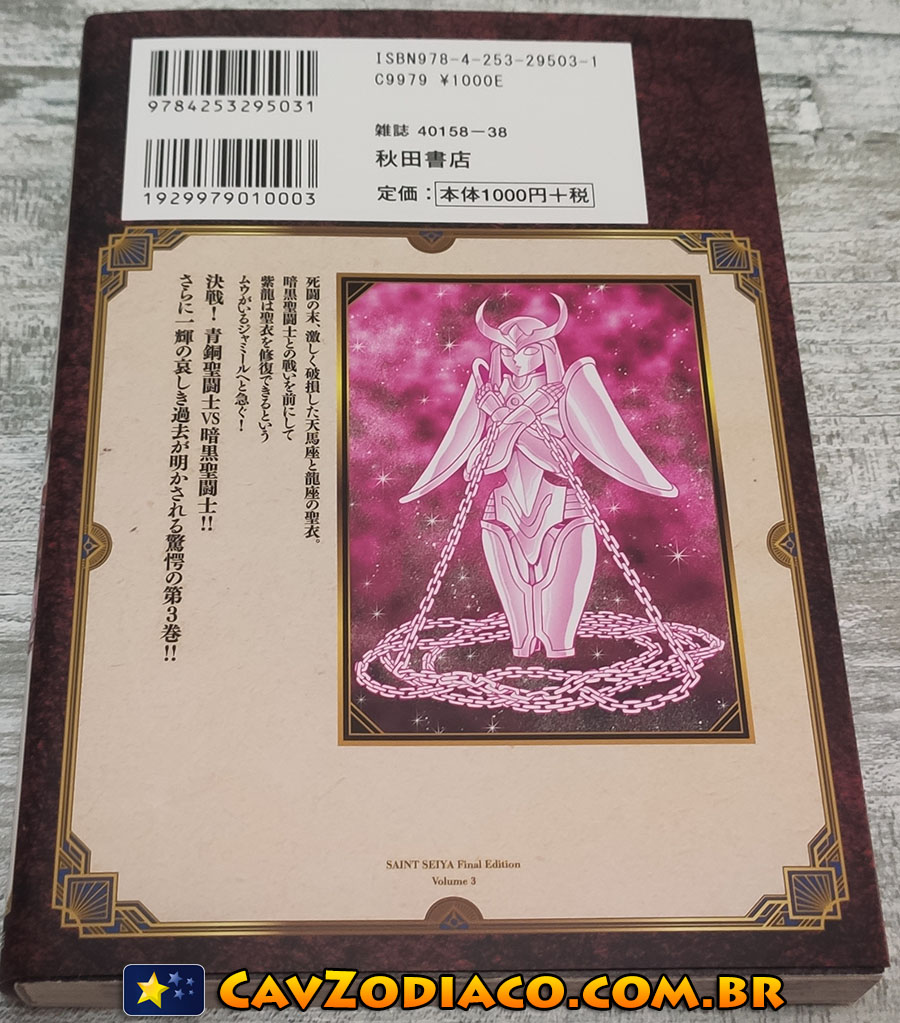 ISBN978-4-253-29503-1
C9979 ¥1000E
9784253295031
雑誌 40158-38
秋田書店
1929979010003
定価：本体1000円+税
死闘の末、激しく破損した天馬座と龍座の聖衣。
暗黒聖闘士との戦いを前にして
紫龍は聖衣を修復できるという
ムウがいるジャミールへと急ぐ！
決戦！ 青銅聖闘士VS暗黒聖闘士!!
さらに一輝の哀しき過去が明かされる驚愕の第3巻!!
SAINT SEIYA Final Edition
Volume 3
CavZodiaco.com.br